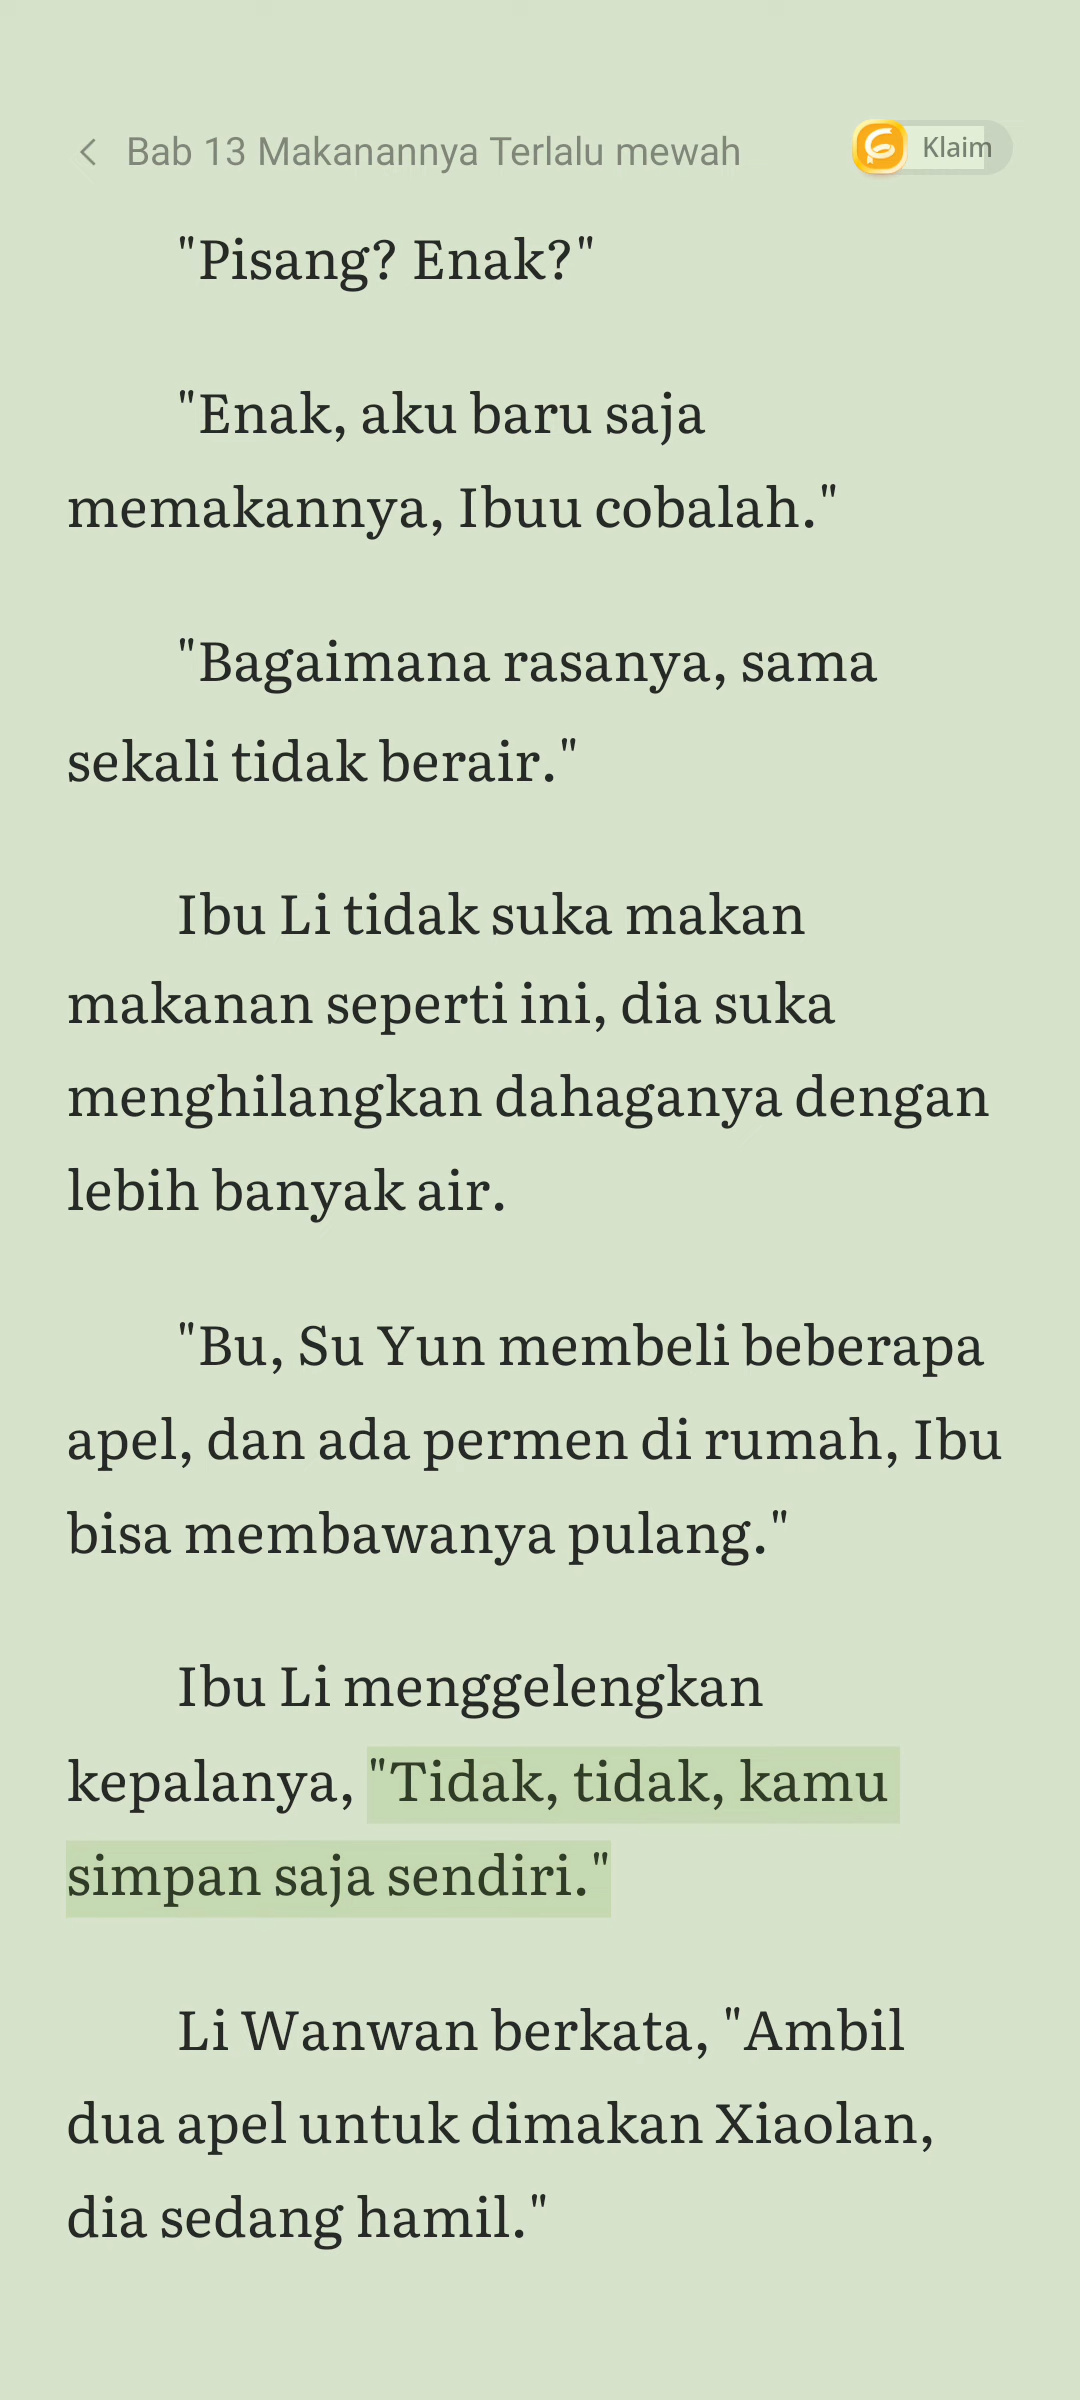 Bab 13 Makanannya Terlalu mewah
Klaim
"Pisang? Enak?"
"Enak, aku baru saja
memakannya, Ibuu cobalah."
"Bagaimana rasanya, sama
sekali tidak berair."
Ibu Li tidak suka makan
makanan seperti ini, dia suka
menghilangkan dahaganya dengan
lebih banyak air.
"Bu, Su Yun membeli beberapa
apel, dan ada permen di rumah, Ibu
bisa membawanya pulang."
Ibu Li menggelengkan
kepalanya, "Tidak, tidak, kamu
simpan saja sendiri."
Li Wanwan berkata, "Ambil
dua apel untuk dimakan Xiaolan,
dia sedang hamil."